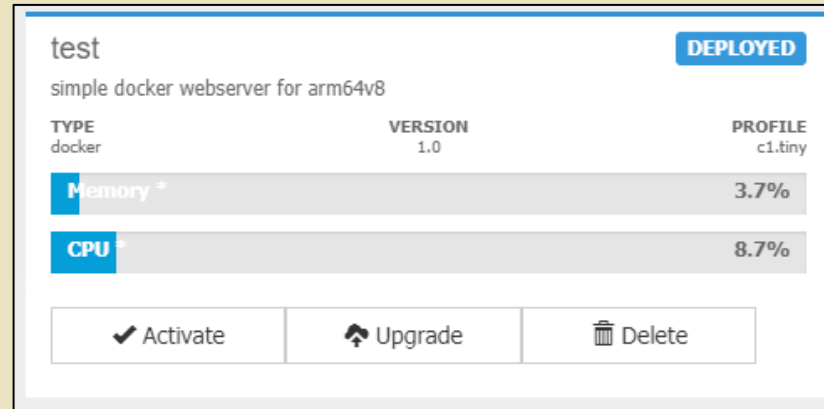 test DEPLOYED
simple docker webserver for arm64v8
TYPE VERSION PROFILE
docker 1.0 c1.tiny
Memory * 3.7%
CPU * 8.7%
Activate Upgrade Delete